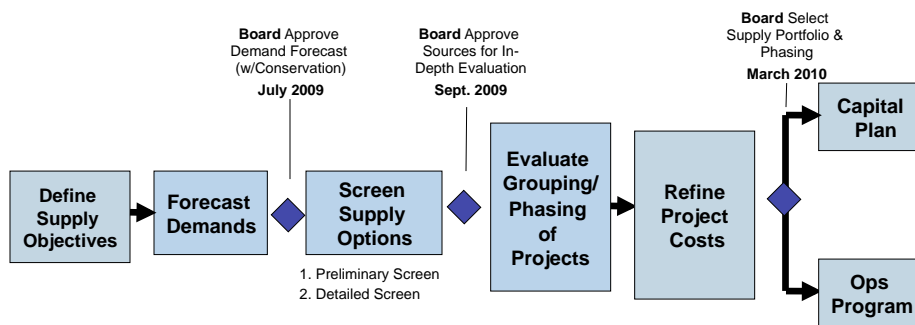 Board Approve
Demand Forecast
(w/Conservation)
July 2009
Board Approve
Sources for In-
Depth Evaluation
Sept. 2009
Board Select
Supply Portfolio &
Phasing
March 2010
Define
Supply
Objectives
Forecast
Demands
Screen
Supply
Options
1. Preliminary Screen
2. Detailed Screen
Evaluate
Grouping/
Phasing
of
Projects
Refine
Project
Costs
Capital
Plan
Ops
Program